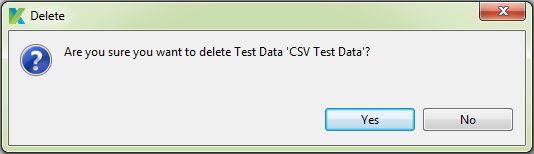 Delete
Are you sure you want to delete Test Data 'CSV Test Data'?
Yes
No